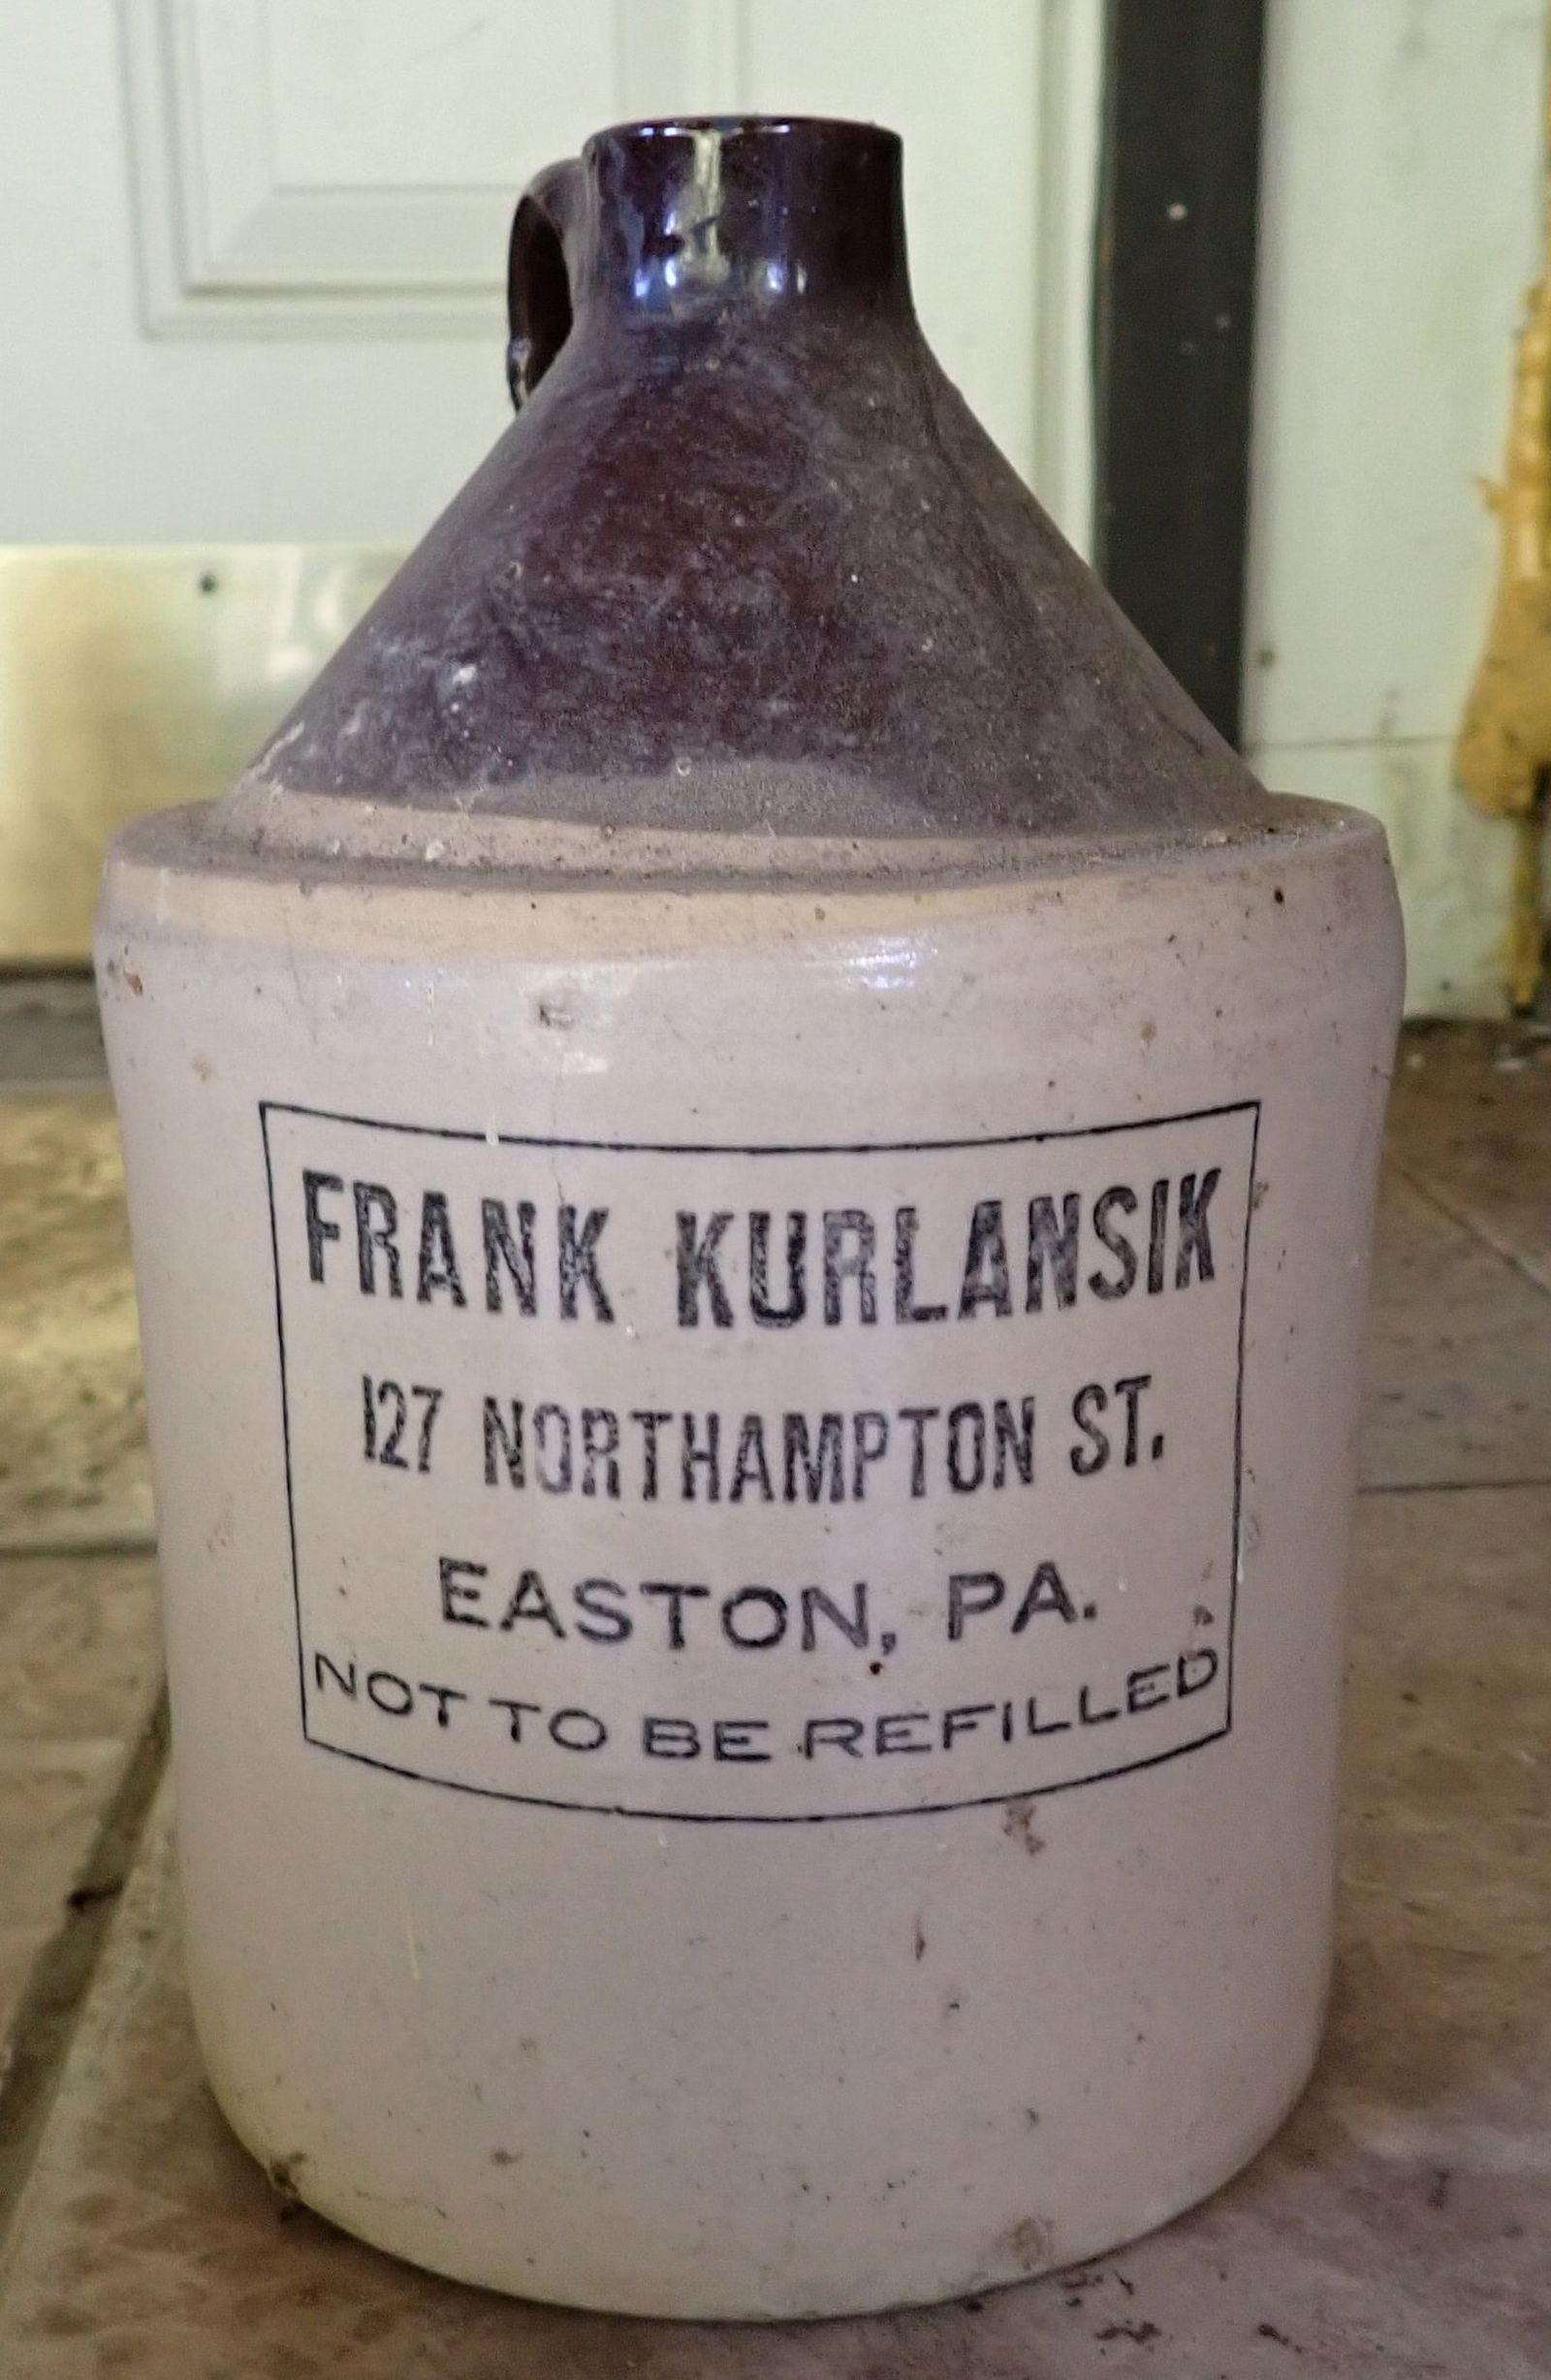 FRANK KURLANSIK
127 NORTHAMPTON ST.
EASTON, PA.
NOT TO BE REFILLED